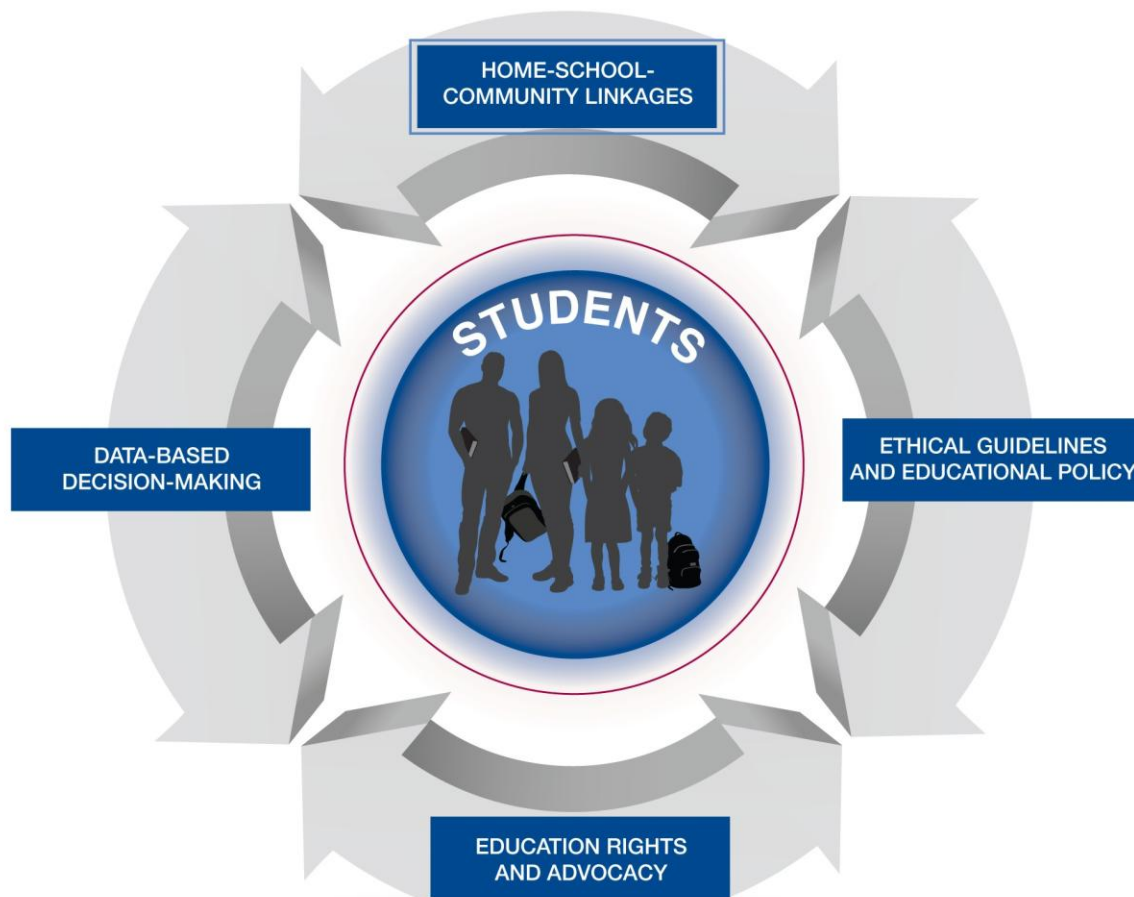 HOME-SCHOOL-
COMMUNITY LINKAGES
STUDENTS
DATA-BASED
DECISION-MAKING
ETHICAL GUIDELINES
AND EDUCATIONAL POLICY
EDUCATION RIGHTS
AND ADVOCACY